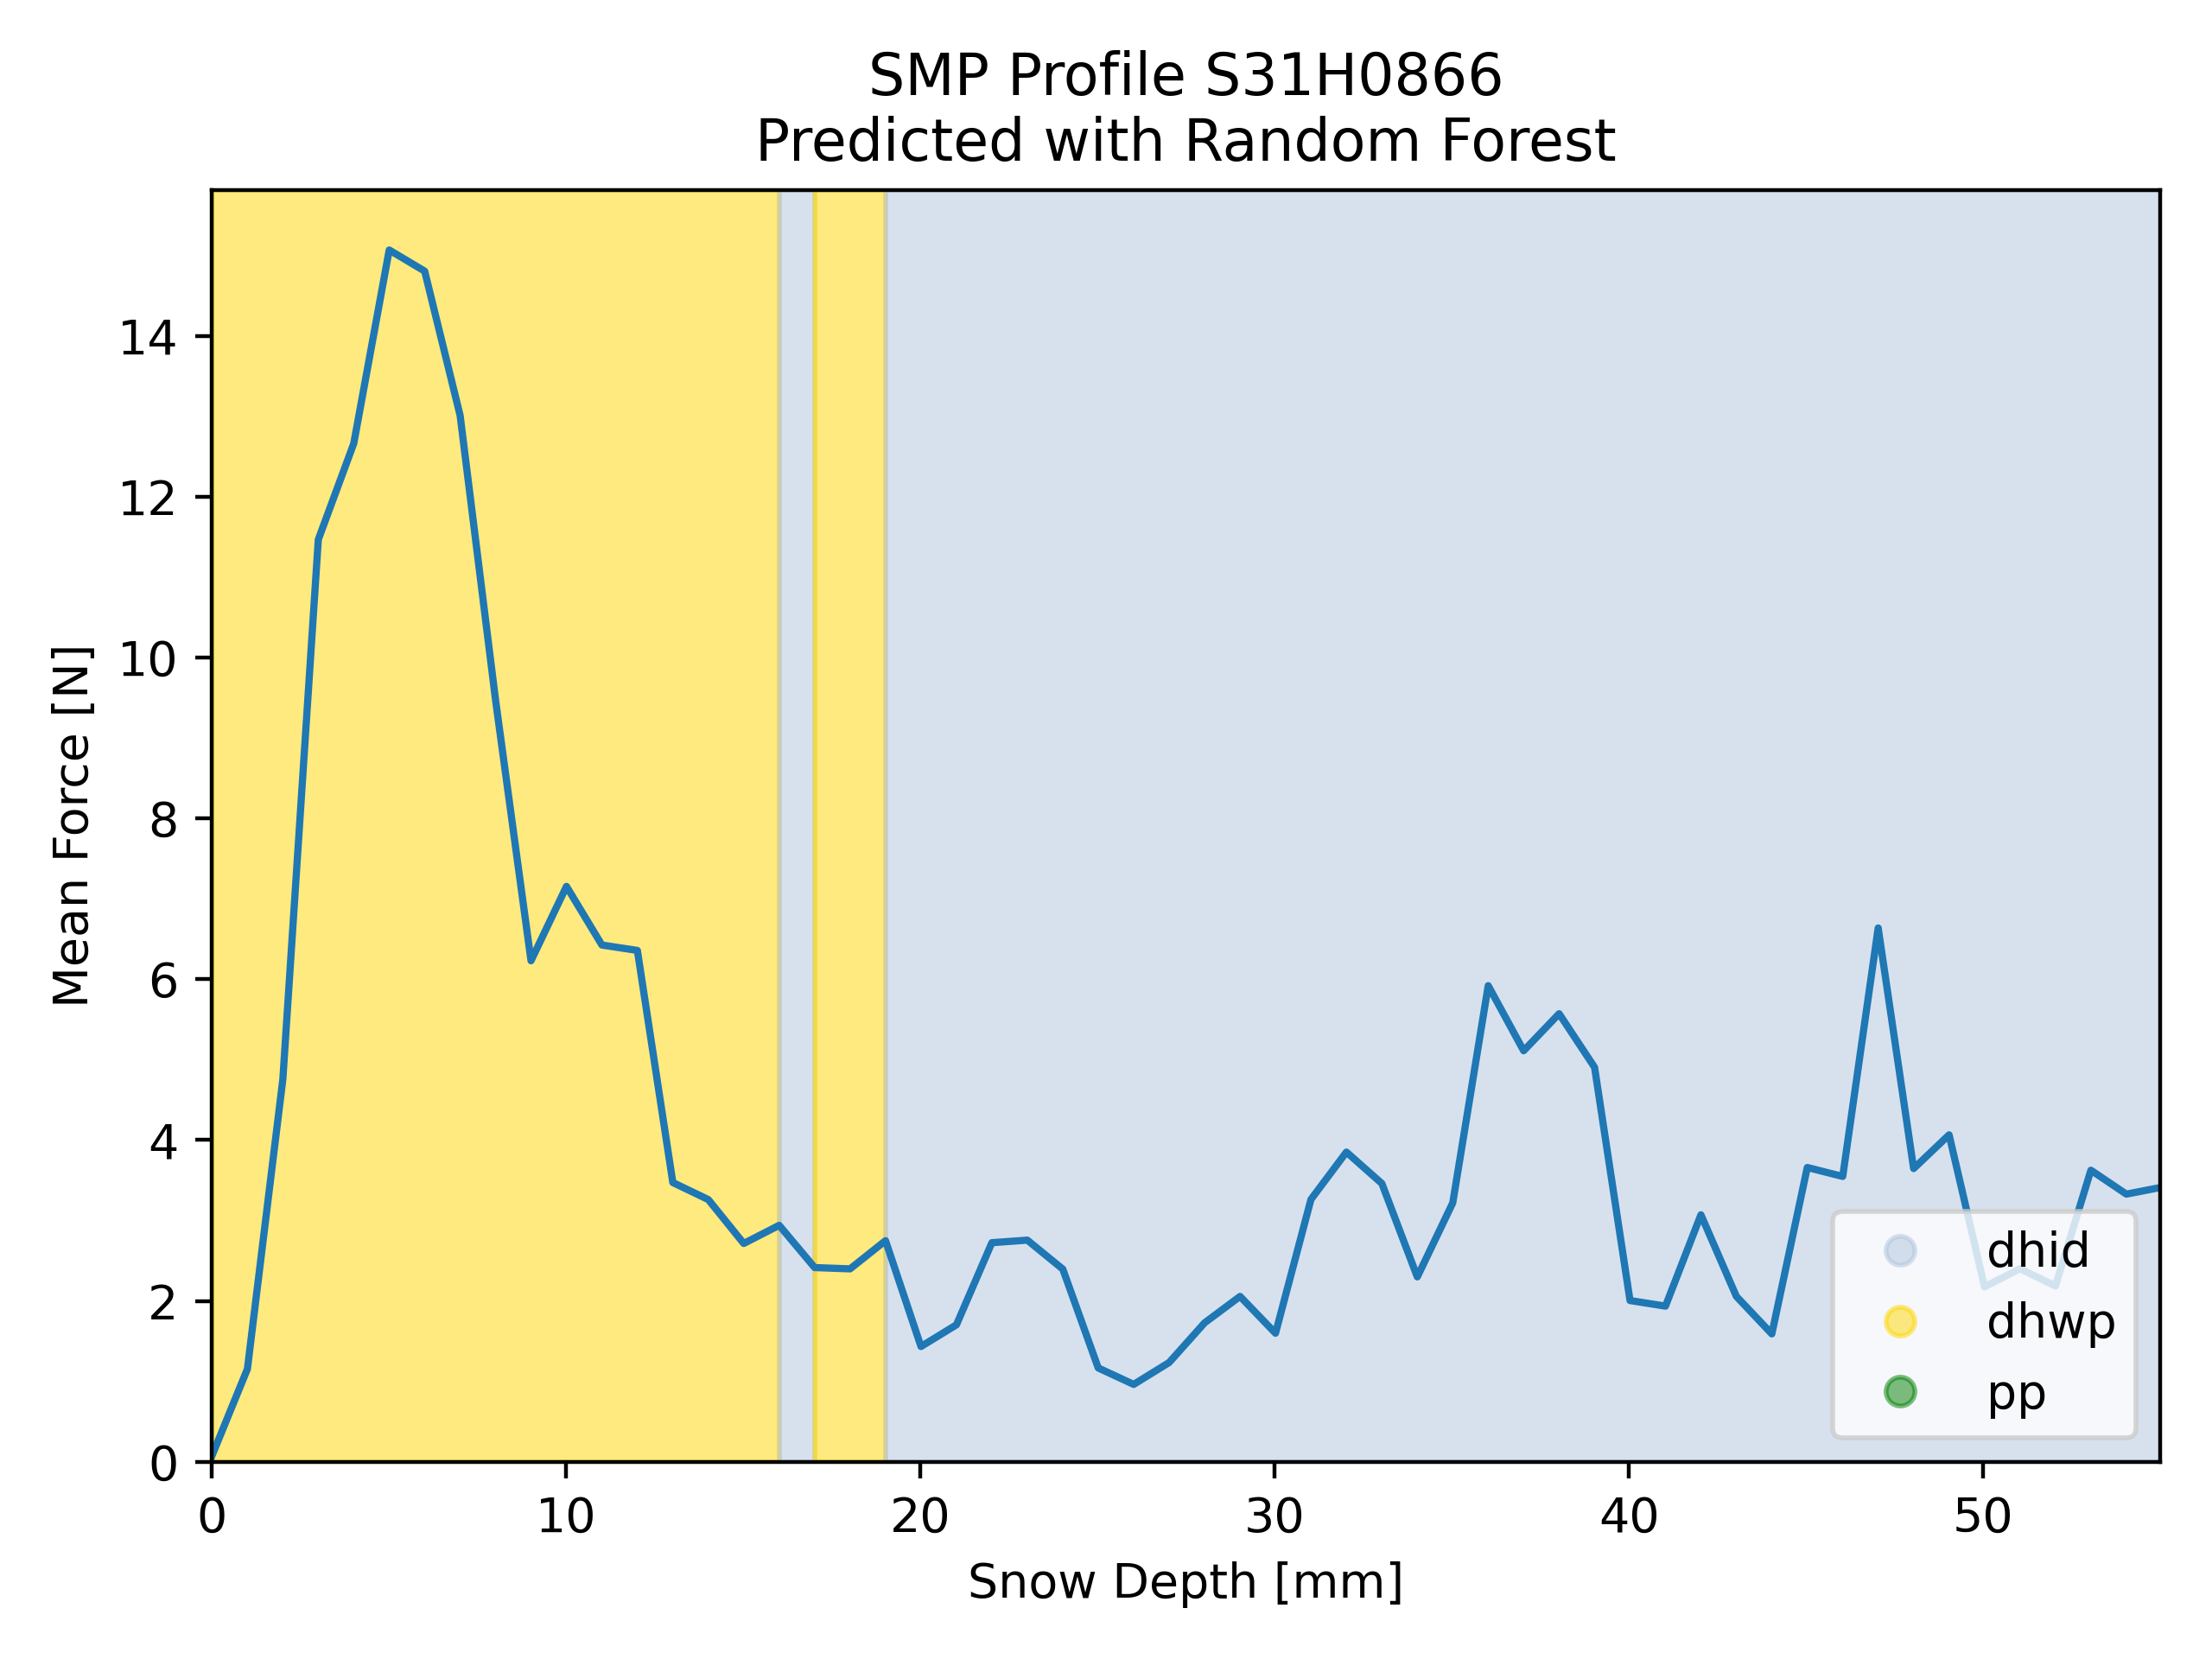 SMP Profile S31H0866
Predicted with Random Forest
Mean Force [N]
14
12
10
8
6
4
2
0
0 10 20 30 40 50
Snow Depth [mm]
dhid
dhwp
pp